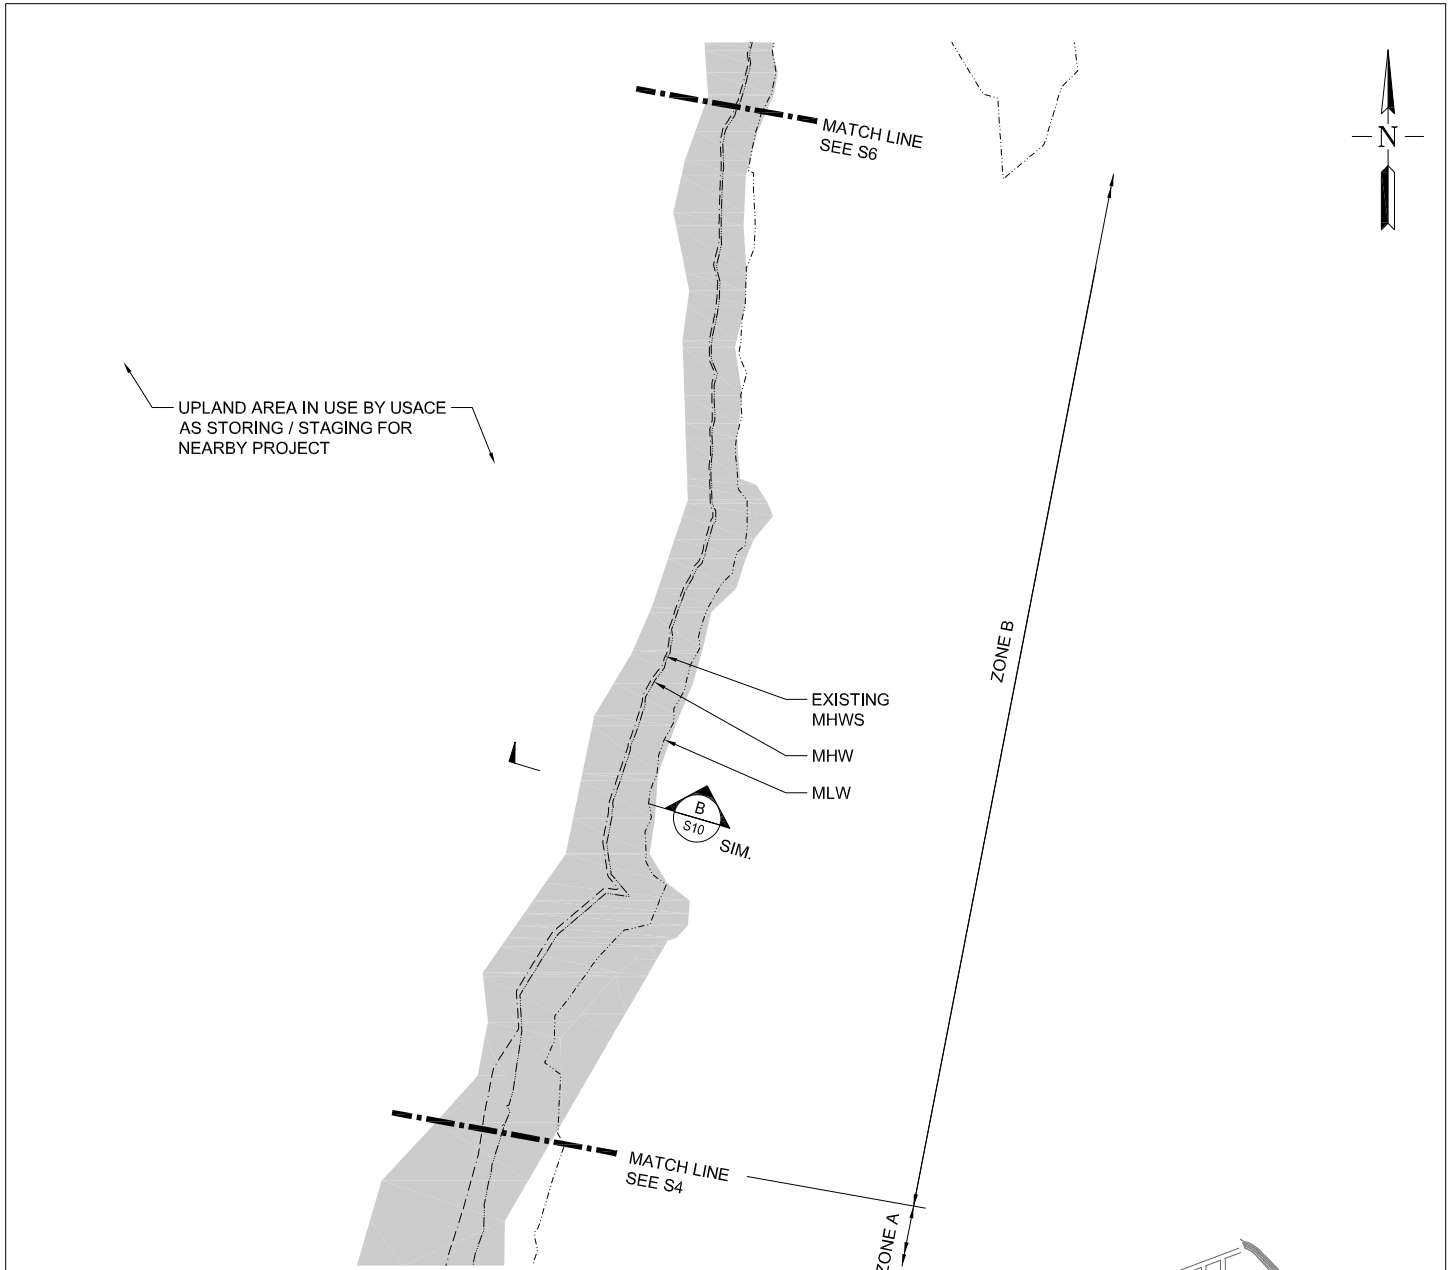 MATCH LINE
SEE S6
N
UPLAND AREA IN USE BY USACE
AS STORING / STAGING FOR
NEARBY PROJECT
ZONE B
EXISTING
MHWS
MHW
MLW
B
S10
SIM.
MATCH LINE
SEE S4
ZONE A